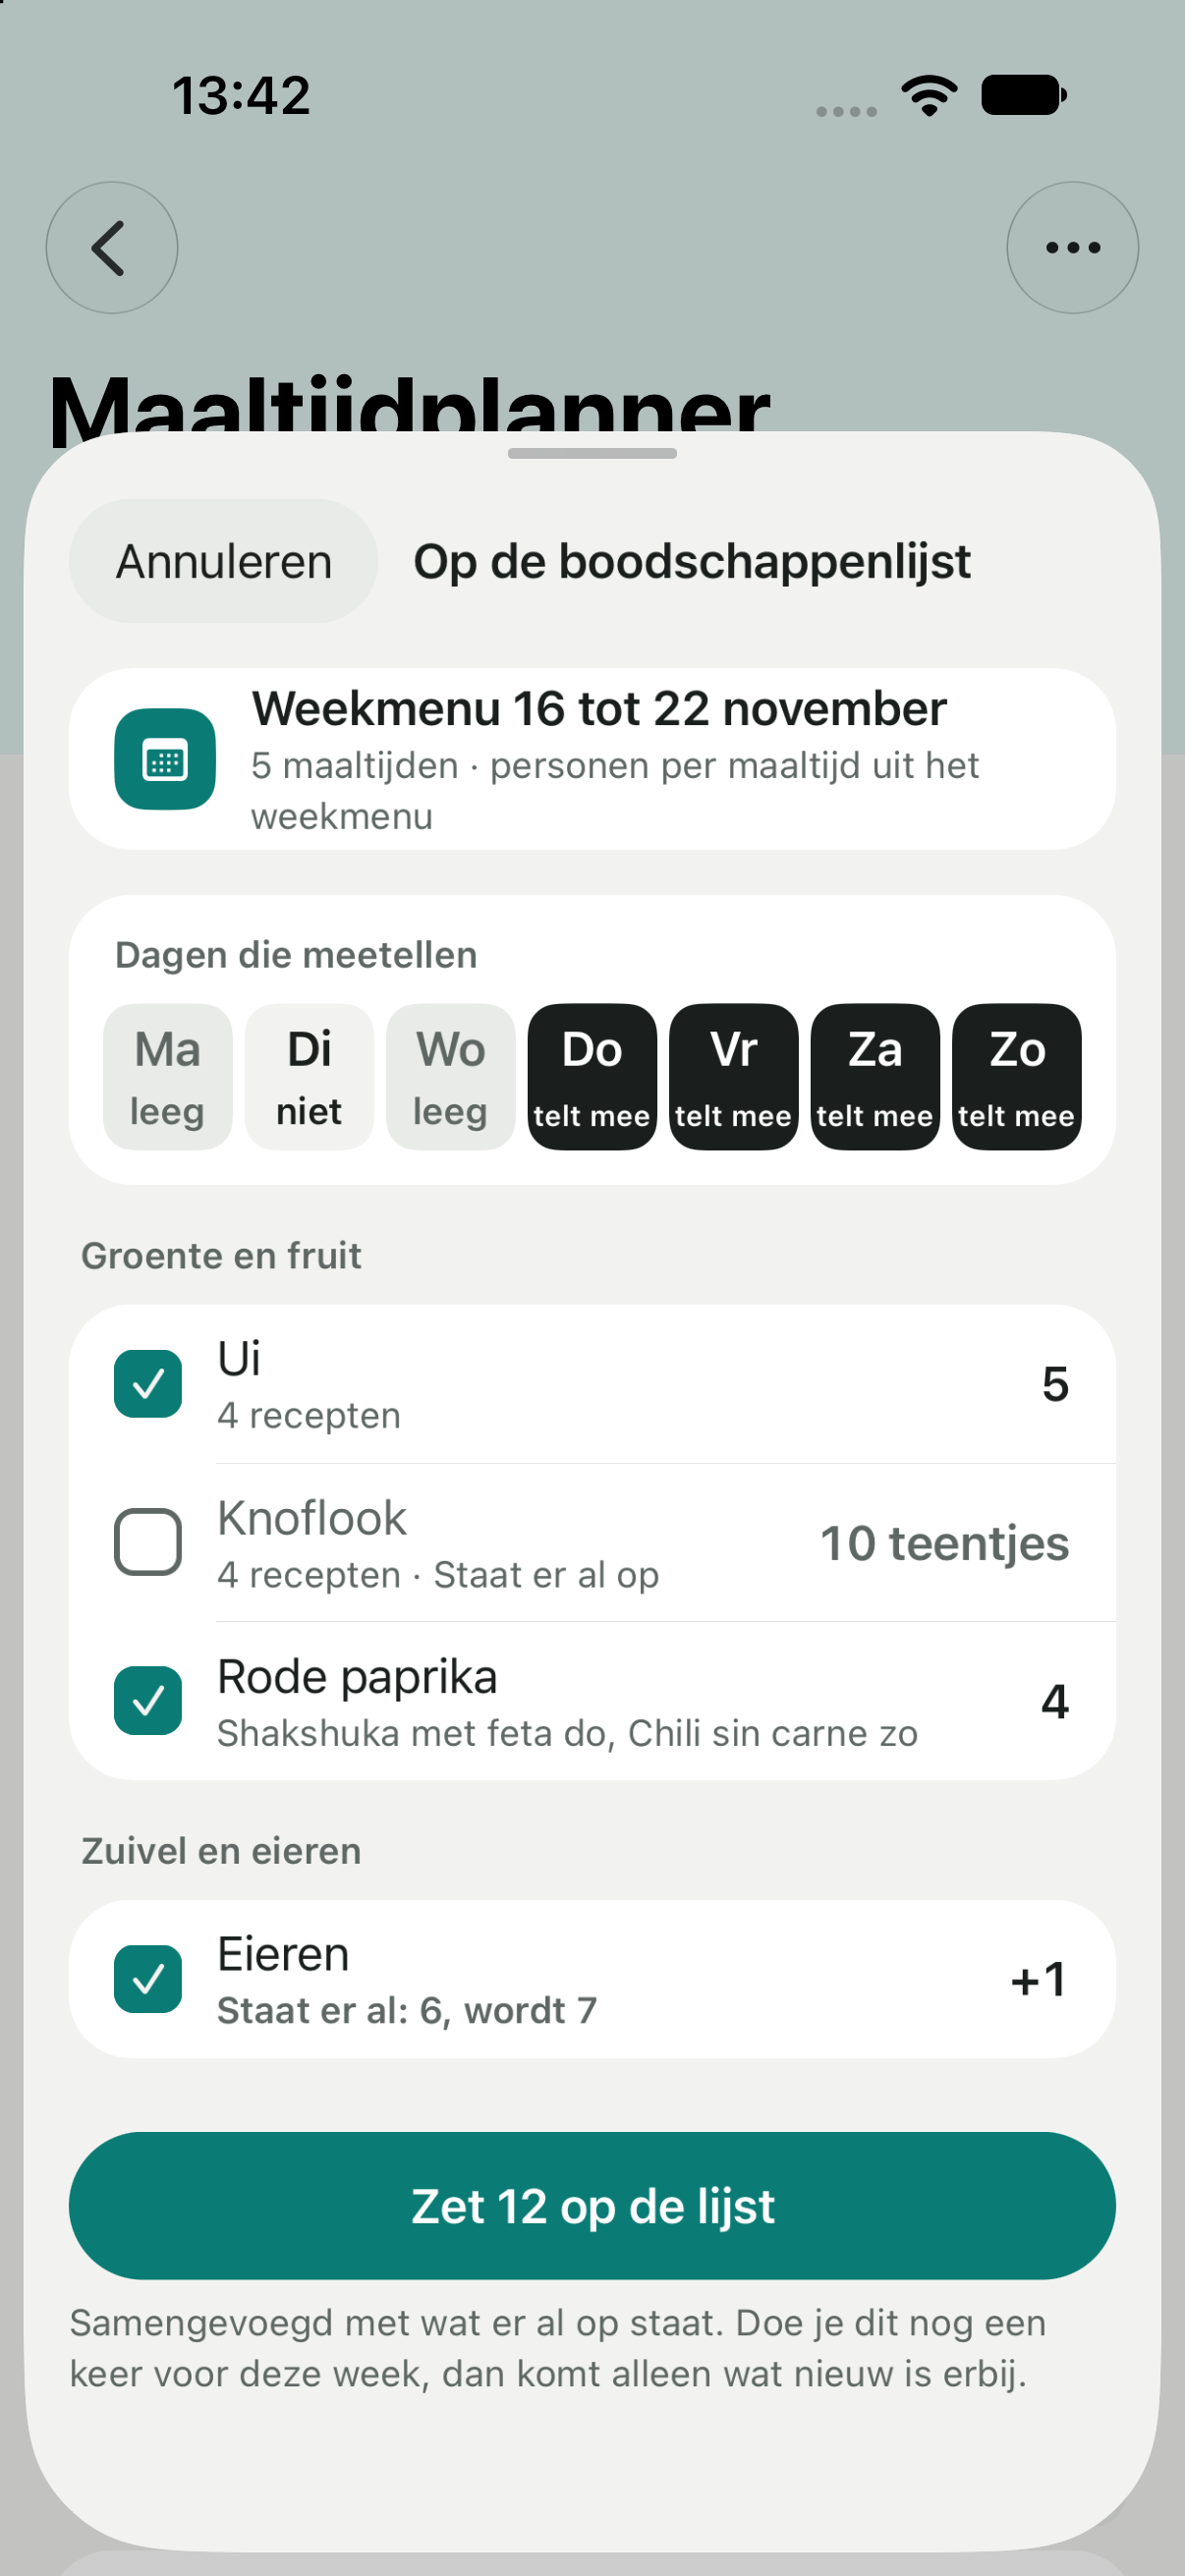 13:42
Maaltijdplanner
Annuleren
Op de boodschappenlijst
Weekmenu 16 tot 22 november
5 maaltijden · personen per maaltijd uit het
weekmenu
Dagen die meetellen
Ma Di Wo Do Vr Za Zo
leeg niet leeg telt mee telt mee telt mee telt mee
Groente en fruit
Ui
4 recepten
5
Knoflook
4 recepten · Staat er al op
10 teentjes
Rode paprika
Shakshuka met feta do, Chili sin carne zo
4
Zuivel en eieren
Eieren
Staat er al: 6, wordt 7
+1
Zet 12 op de lijst
Samengevoegd met wat er al op staat. Doe je dit nog een
keer voor deze week, dan komt alleen wat nieuw is erbij.